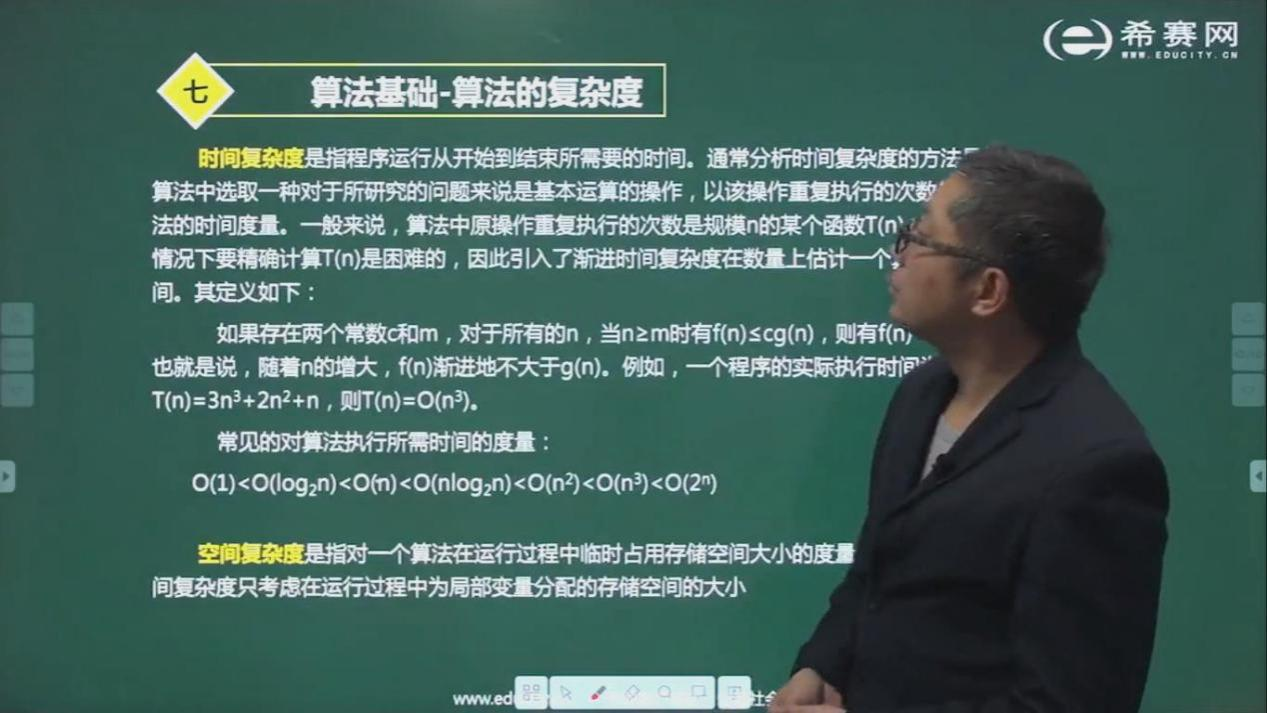 希赛网
WWW.EDUCITY.CN
七
算法基础-算法的复杂度
时间复杂度是指程序运行从开始到结束所需要的时间。通常分析时间复杂度的方法
算法中选取一种对于所研究的问题来说是基本运算的操作，以该操作重复执行的次数
法的时间度量。一般来说，算法中原操作重复执行的次数是规模n的某个函数T(n)
情况下要精确计算T(n)是困难的，因此引入了渐进时间复杂度在数量上估计一个
间。其定义如下：
如果存在两个常数c和m，对于所有的n，当n≥m时有f(n)≤cg(n)，则有f(n)
也就是说，随着n的增大，f(n)渐进地不大于g(n)。例如，一个程序的实际执行时间
T(n)=3n³+2n²+n，则T(n)=O(n³)。
常见的对算法执行所需时间的度量：
O(1)<O(log₂n)<O(n)<O(nlog₂n)<O(n²)<O(n³)<O(2ⁿ)
空间复杂度是指对一个算法在运行过程中临时占用存储空间大小的度量
间复杂度只考虑在运行过程中为局部变量分配的存储空间的大小
www.edu
社会